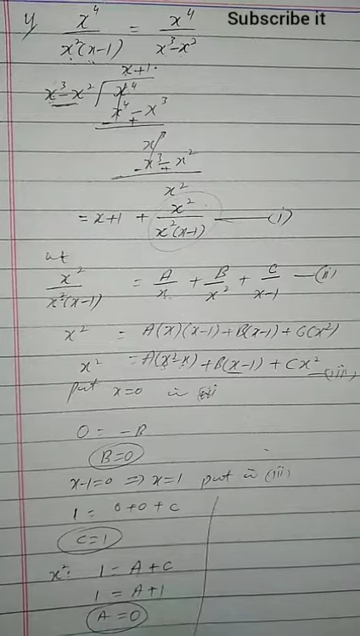 Subscribe it
y x⁴/x²(x-1) = x⁴/x³-x²
x+1
x³-x² ) x⁴
x⁴ - x³
- +
x³
x³ - x²
- +
x²
= x+1 + x²/x²(x-1) —(i)
let
x²/x²(x-1) = A/x + B/x² + C/x-1 —(ii)
x² = A(x)(x-1)+B(x-1)+C(x²)
x² = A(x²-x)+B(x-1)+Cx² —(iii)
put x=0 in iii
0 = -B
B=0
x-1=0 ⇒ x=1 put in (iii)
1 = 0+0+C
C=1
x²: 1 = A+C
1 = A+1
A=0